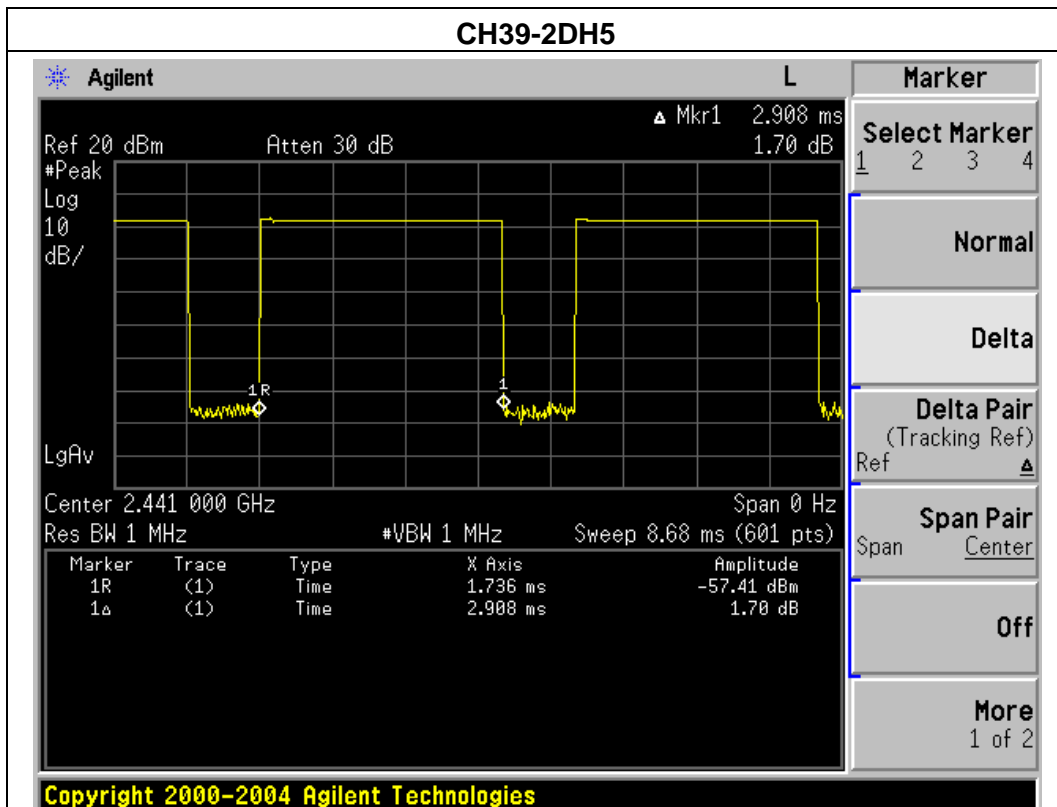 CH39-2DH5
Agilent L
Δ Mkr1 2.908 ms
Ref 20 dBm Atten 30 dB 1.70 dB
#Peak
Log
10
dB/
1R
1
LgAv
Center 2.441 000 GHz Span 0 Hz
Res BW 1 MHz #VBW 1 MHz Sweep 8.68 ms (601 pts)
Marker Trace Type X Axis Amplitude
1R (1) Time 1.736 ms -57.41 dBm
1Δ (1) Time 2.908 ms 1.70 dB
Marker
Select Marker
1 2 3 4
Normal
Delta
Delta Pair
(Tracking Ref)
Ref Δ
Span Pair
Span Center
Off
More
1 of 2
Copyright 2000-2004 Agilent Technologies